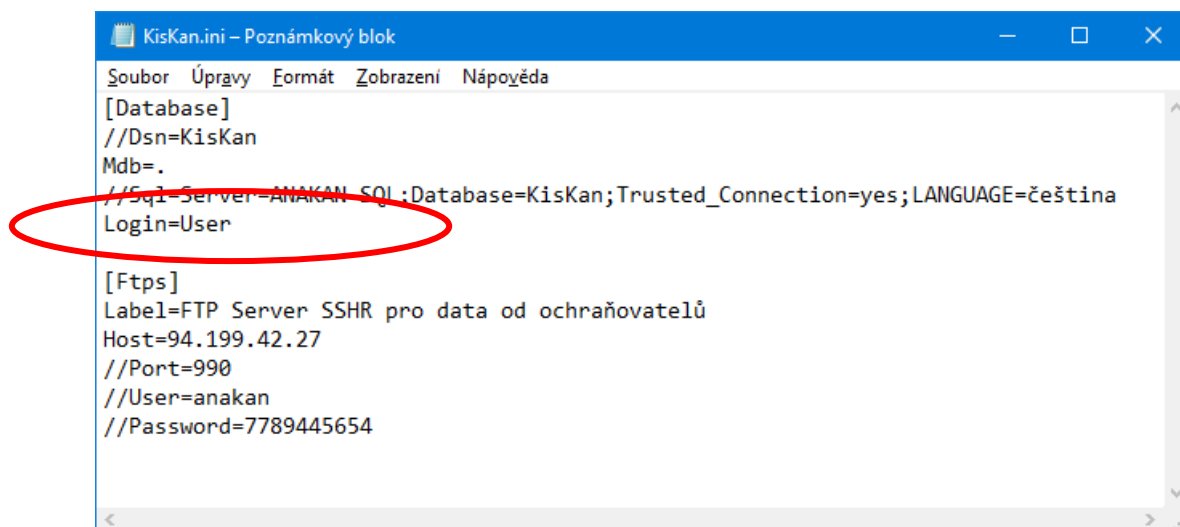 KisKan.ini – Poznámkový blok
Soubor Úpravy Formát Zobrazení Nápověda
[Database]
//Dsn=KisKan
Mdb=.
//Sql=Server=ANAKAN-SQL;Database=KisKan;Trusted_Connection=yes;LANGUAGE=čeština
Login=User
[Ftps]
Label=FTP Server SSHR pro data od ochraňovatelů
Host=94.199.42.27
//Port=990
//User=anakan
//Password=7789445654